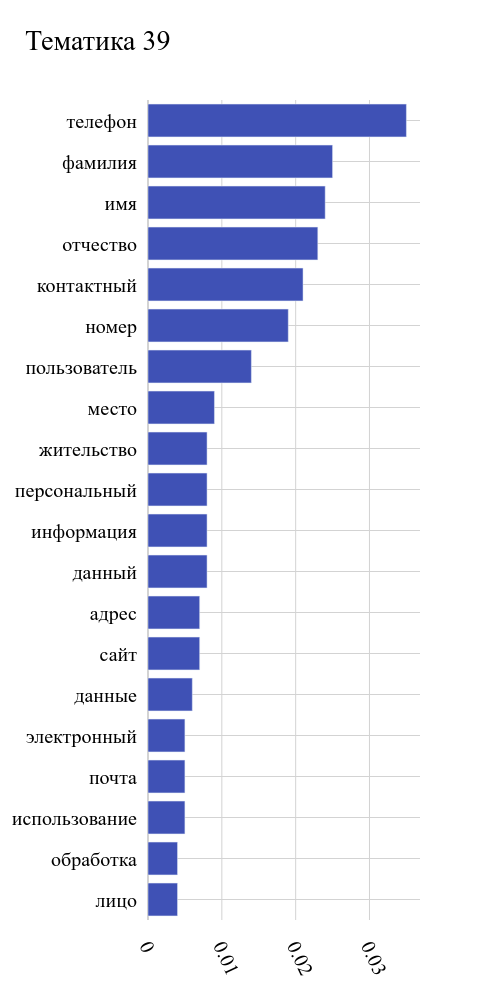 Тематика 39
телефон
фамилия
имя
отчество
контактный
номер
пользователь
место
жительство
персональный
информация
данный
адрес
сайт
данные
электронный
почта
использование
обработка
лицо
0 0.01 0.02 0.03